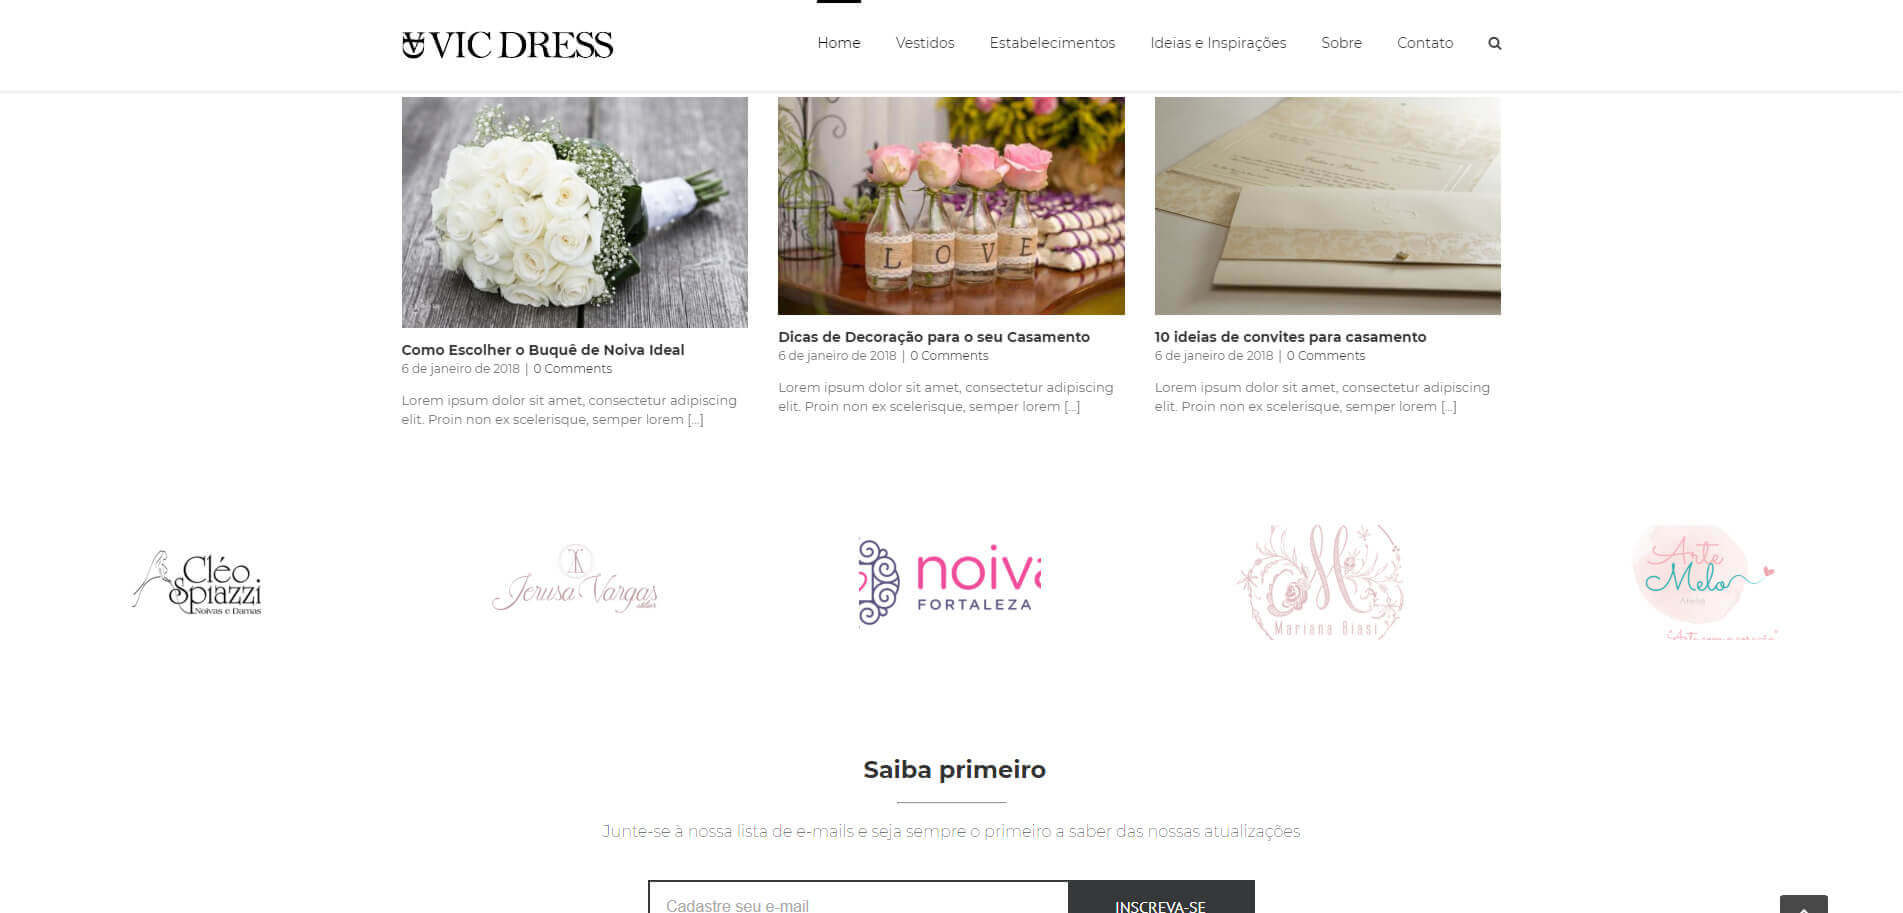 VIC DRESS
Home Vestidos Estabelecimentos Ideias e Inspirações Sobre Contato
L O V E
Como Escolher o Buquê de Noiva Ideal
6 de janeiro de 2018 | 0 Comments
Lorem ipsum dolor sit amet, consectetur adipiscing
elit. Proin non ex scelerisque, semper lorem [...]
Dicas de Decoração para o seu Casamento
6 de janeiro de 2018 | 0 Comments
Lorem ipsum dolor sit amet, consectetur adipiscing
elit. Proin non ex scelerisque, semper lorem [...]
10 ideias de convites para casamento
6 de janeiro de 2018 | 0 Comments
Lorem ipsum dolor sit amet, consectetur adipiscing
elit. Proin non ex scelerisque, semper lorem [...]
Cléo
Spiazzi
Noivas e Damas
Jerusa Vargas
noiva
FORTALEZA
M
Mariana Biasi
Arte
Melo
Ateliê
Saiba primeiro
Junte-se à nossa lista de e-mails e seja sempre o primeiro a saber das nossas atualizações
Cadastre seu e-mail
INSCREVA-SE